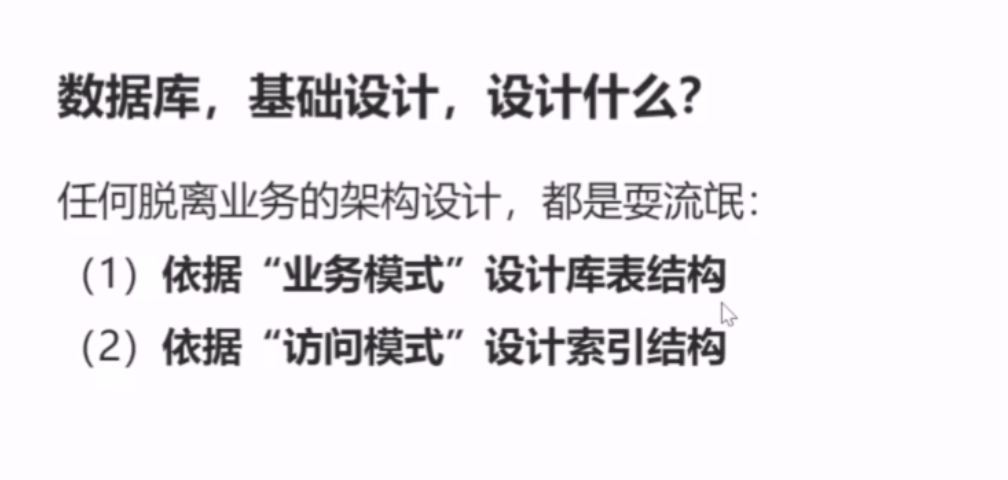 数据库，基础设计，设计什么？
任何脱离业务的架构设计，都是耍流氓：
（1）依据“业务模式”设计库表结构
（2）依据“访问模式”设计索引结构